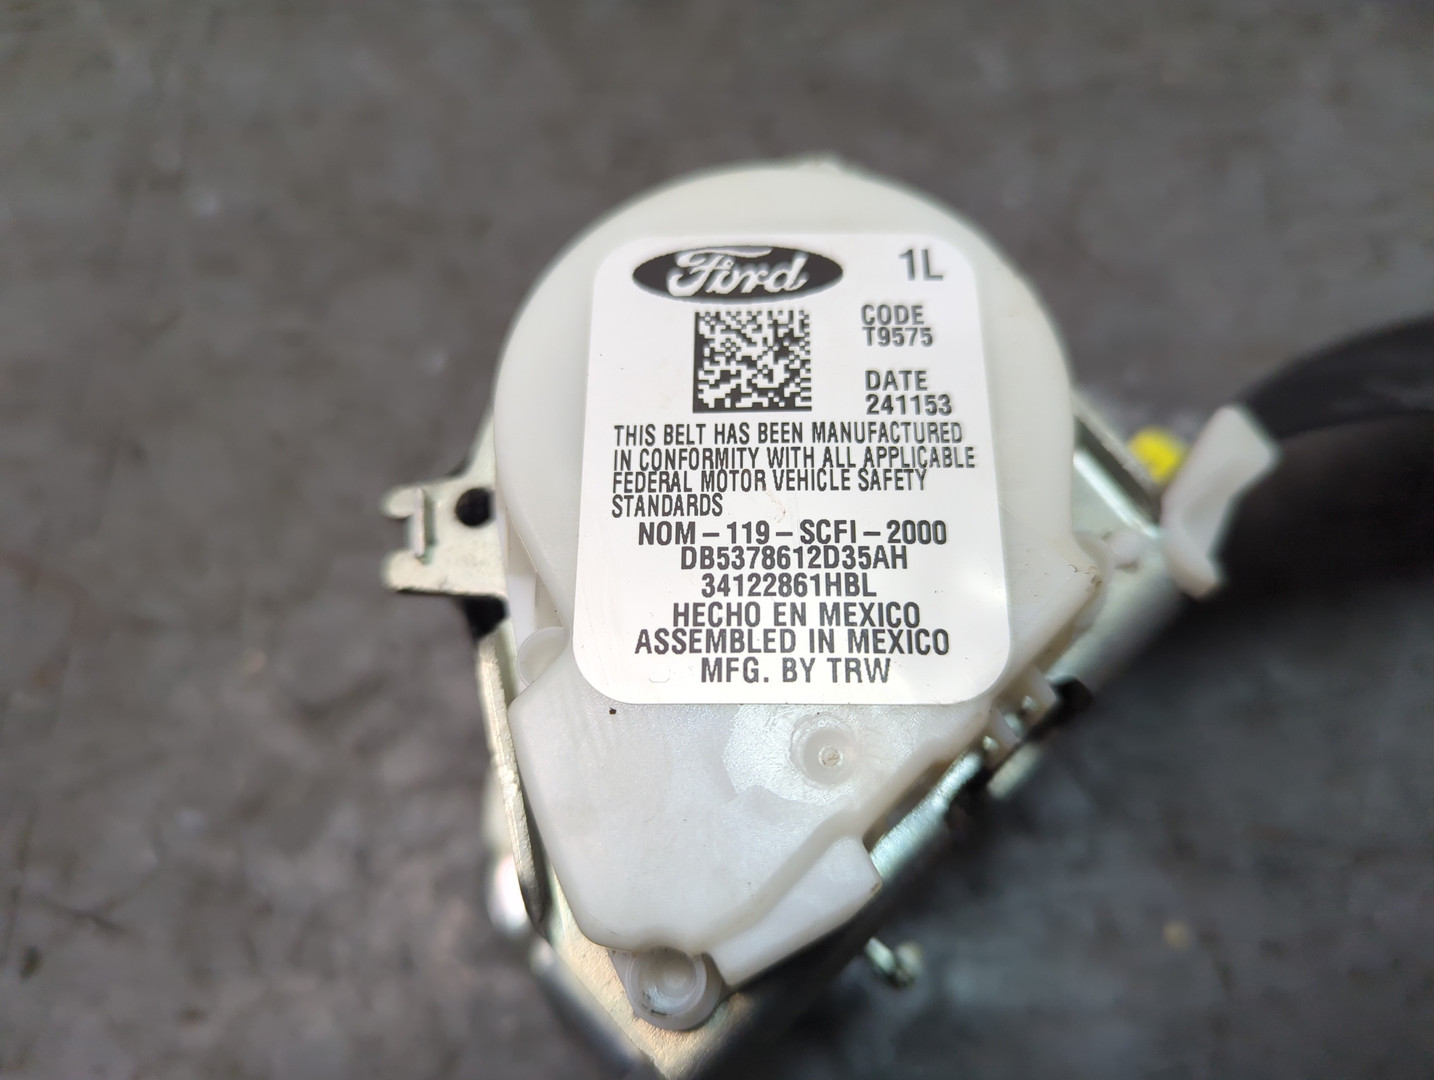 Ford
1L
CODE
T9575
DATE
241153
THIS BELT HAS BEEN MANUFACTURED
IN CONFORMITY WITH ALL APPLICABLE
FEDERAL MOTOR VEHICLE SAFETY
STANDARDS
NOM-119-SCFI-2000
DB5378612D35AH
34122861HBL
HECHO EN MEXICO
ASSEMBLED IN MEXICO
MFG. BY TRW